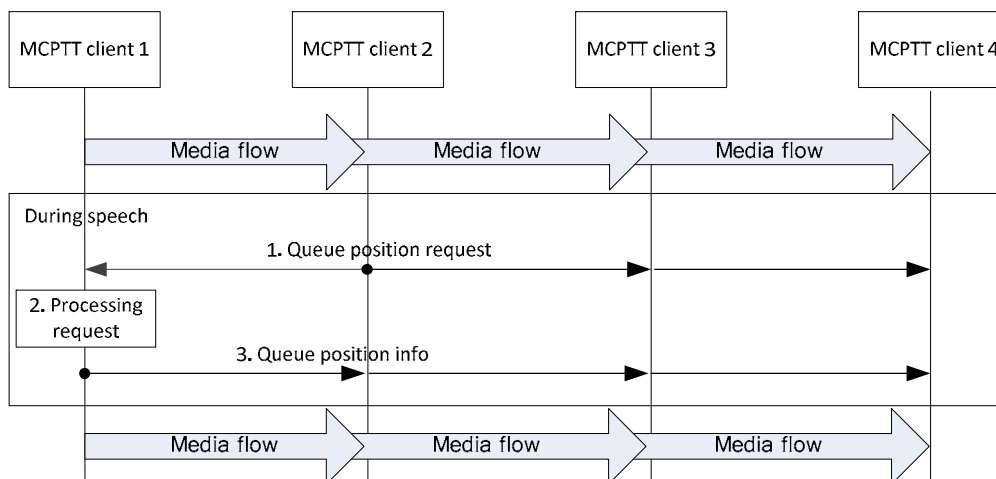 MCPTT client 1
MCPTT client 2
MCPTT client 3
MCPTT client 4
Media flow
Media flow
Media flow
During speech
1. Queue position request
2. Processing
request
3. Queue position info
Media flow
Media flow
Media flow